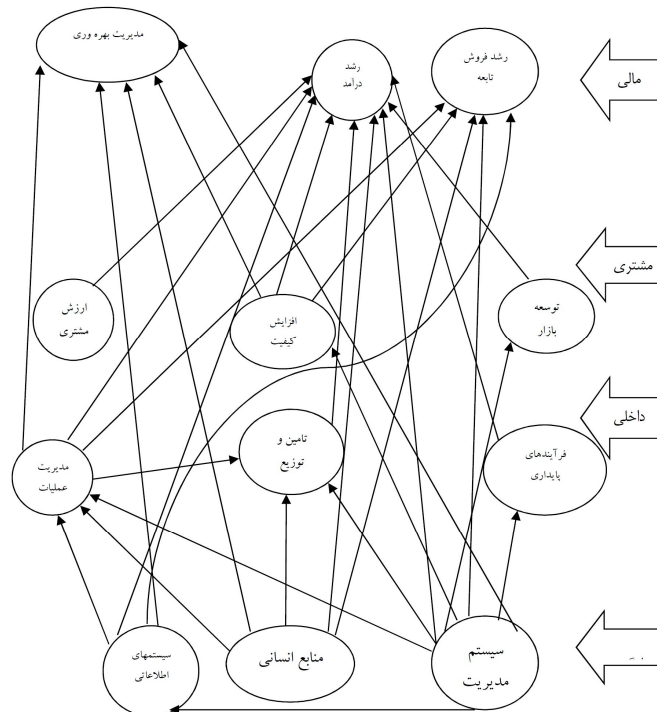 مدیریت بهره وری
رشد
درآمد
رشد فروش
تابعه
مالی
ارزش
مشتری
افزایش
کیفیت
توسعه
بازار
مشتری
مدیریت
عملیات
تامین و
توزیع
فرآیندهای
پایداری
داخلی
سیستمهای
اطلاعاتی
منابع انسانی
سیستم
مدیریت